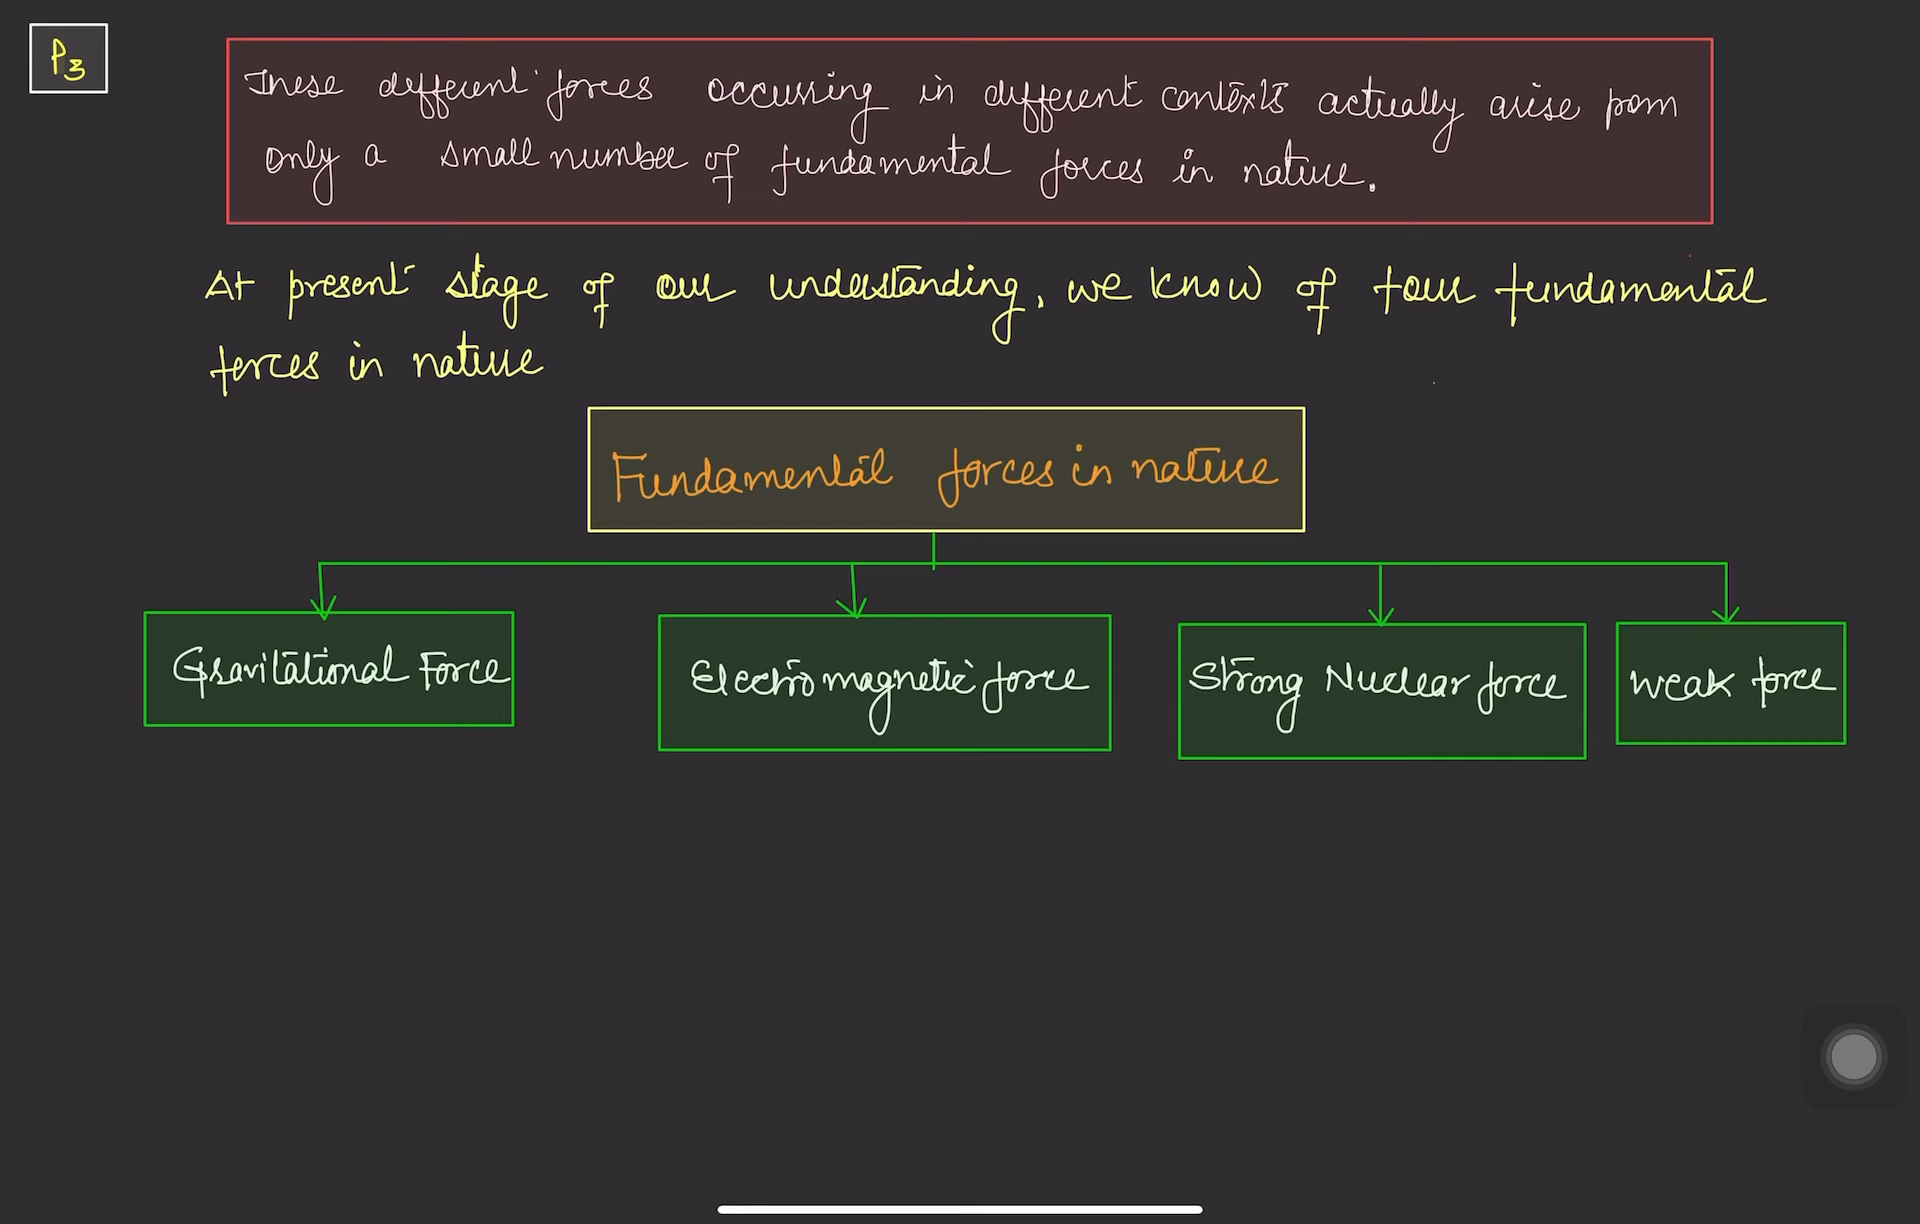 P3
These different forces occurring in different contexts actually arise from
only a small number of fundamental forces in nature.
At present stage of our understanding, we know of four fundamental
forces in nature
Fundamental forces in nature
Gravitational Force
Electromagnetic force
Strong Nuclear force
weak force